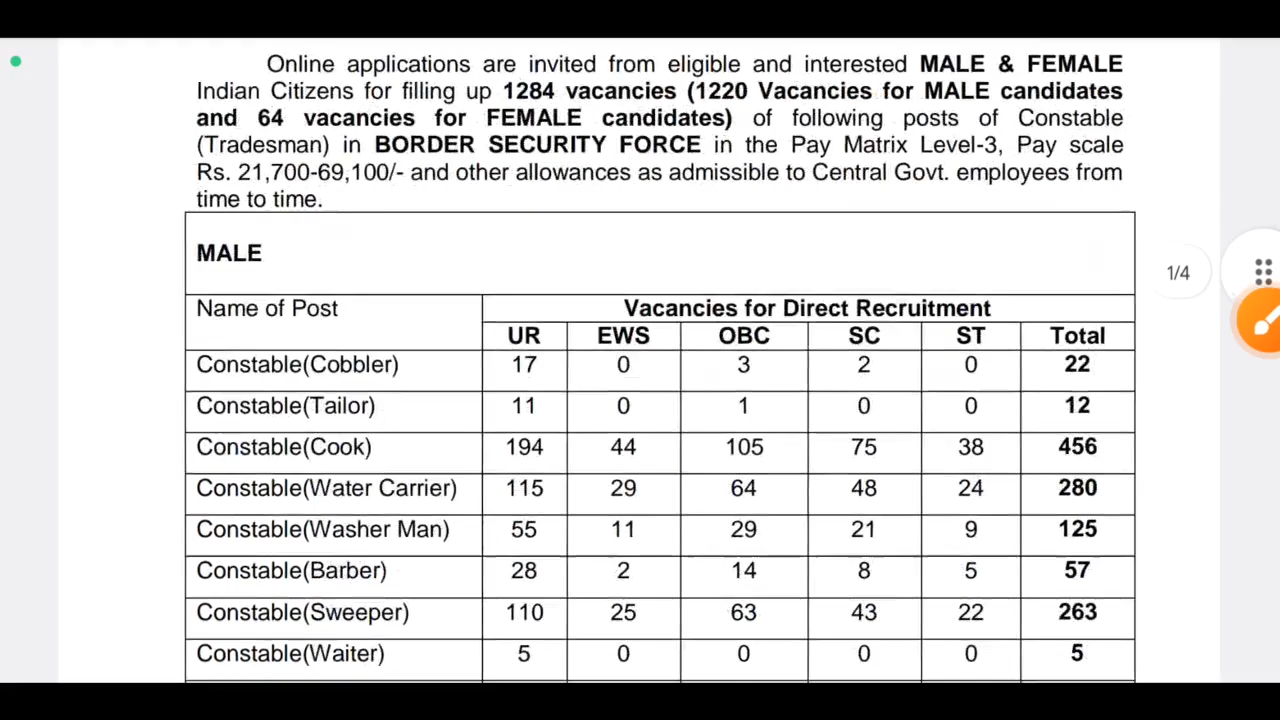 Online applications are invited from eligible and interested MALE & FEMALE
Indian Citizens for filling up 1284 vacancies (1220 Vacancies for MALE candidates
and 64 vacancies for FEMALE candidates) of following posts of Constable
(Tradesman) in BORDER SECURITY FORCE in the Pay Matrix Level-3, Pay scale
Rs. 21,700-69,100/- and other allowances as admissible to Central Govt. employees from
time to time.
MALE
1/4
Name of Post Vacancies for Direct Recruitment
UR EWS OBC SC ST Total
Constable(Cobbler) 17 0 3 2 0 22
Constable(Tailor) 11 0 1 0 0 12
Constable(Cook) 194 44 105 75 38 456
Constable(Water Carrier) 115 29 64 48 24 280
Constable(Washer Man) 55 11 29 21 9 125
Constable(Barber) 28 2 14 8 5 57
Constable(Sweeper) 110 25 63 43 22 263
Constable(Waiter) 5 0 0 0 0 5